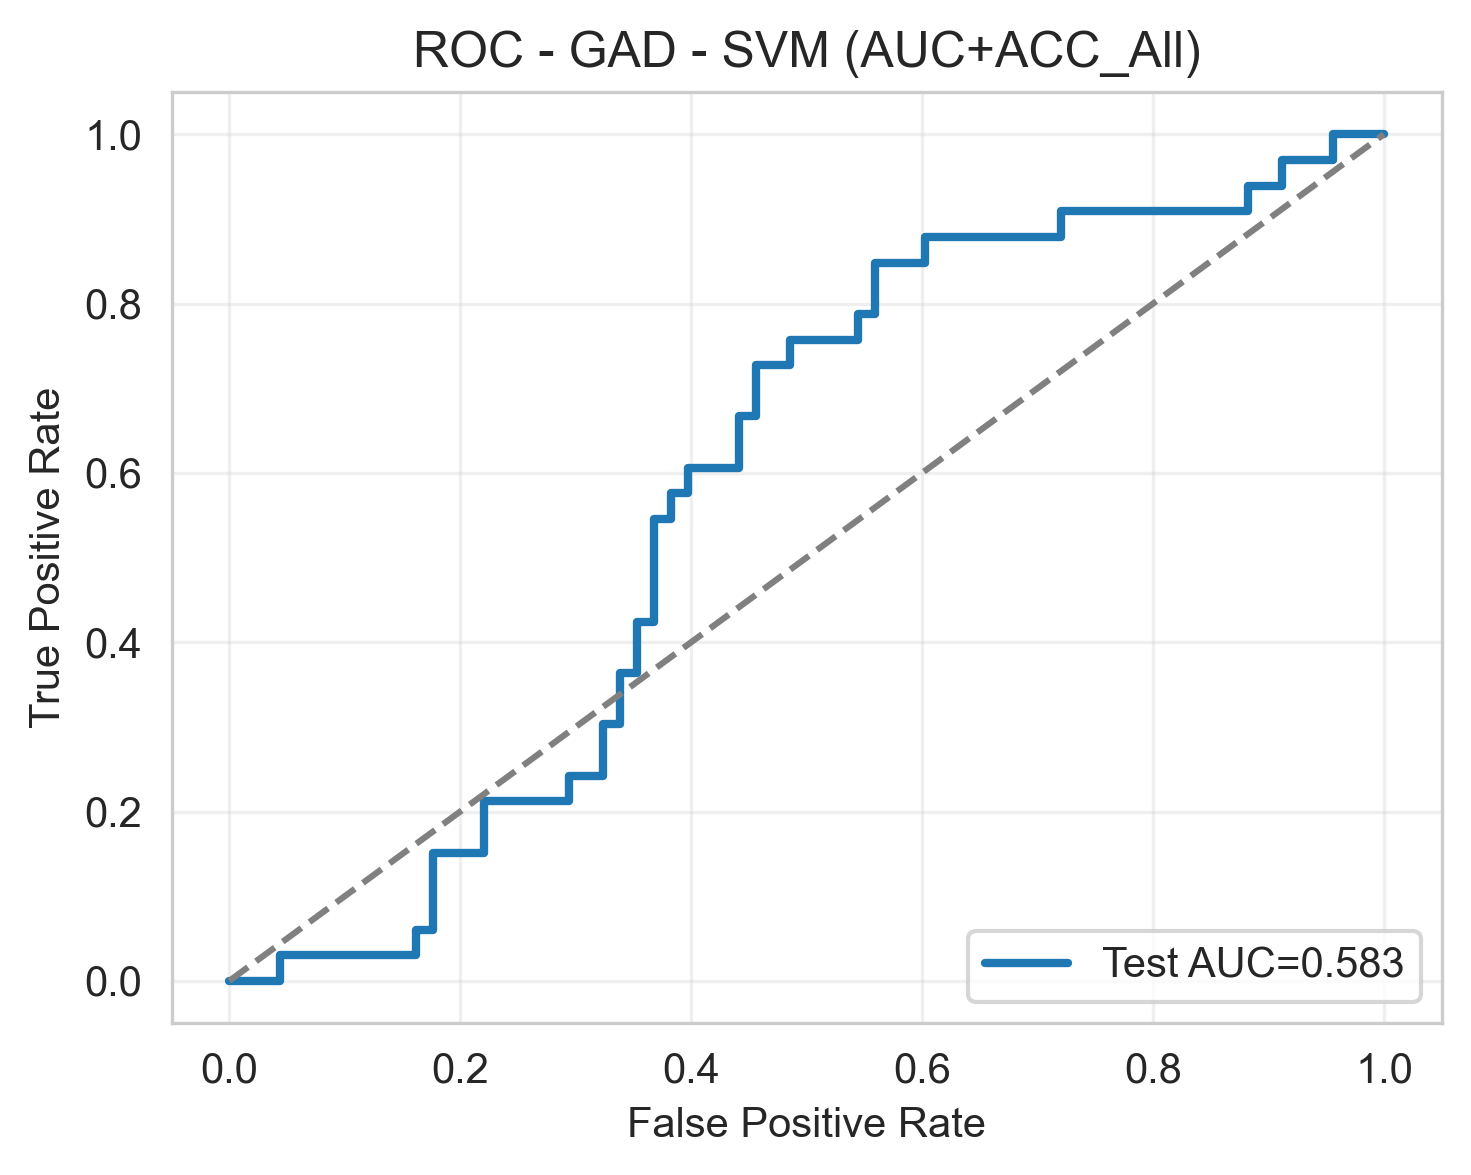 ROC - GAD - SVM (AUC+ACC_All)
True Positive Rate
1.0
0.8
0.6
0.4
0.2
0.0
Test AUC=0.583
0.0 0.2 0.4 0.6 0.8 1.0
False Positive Rate